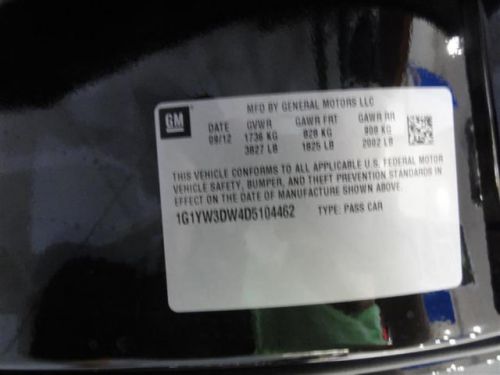 GM
MFD BY GENERAL MOTORS LLC
DATE GVWR GAWR FRT GAWR RR
09/12 1736 KG 828 KG 908 KG
3827 LB 1825 LB 2002 LB
THIS VEHICLE CONFORMS TO ALL APPLICABLE U.S. FEDERAL MOTOR
VEHICLE SAFETY, BUMPER, AND THEFT PREVENTION STANDARDS IN
EFFECT ON THE DATE OF MANUFACTURE SHOWN ABOVE.
1G1YW3DW4D5104462 TYPE: PASS CAR